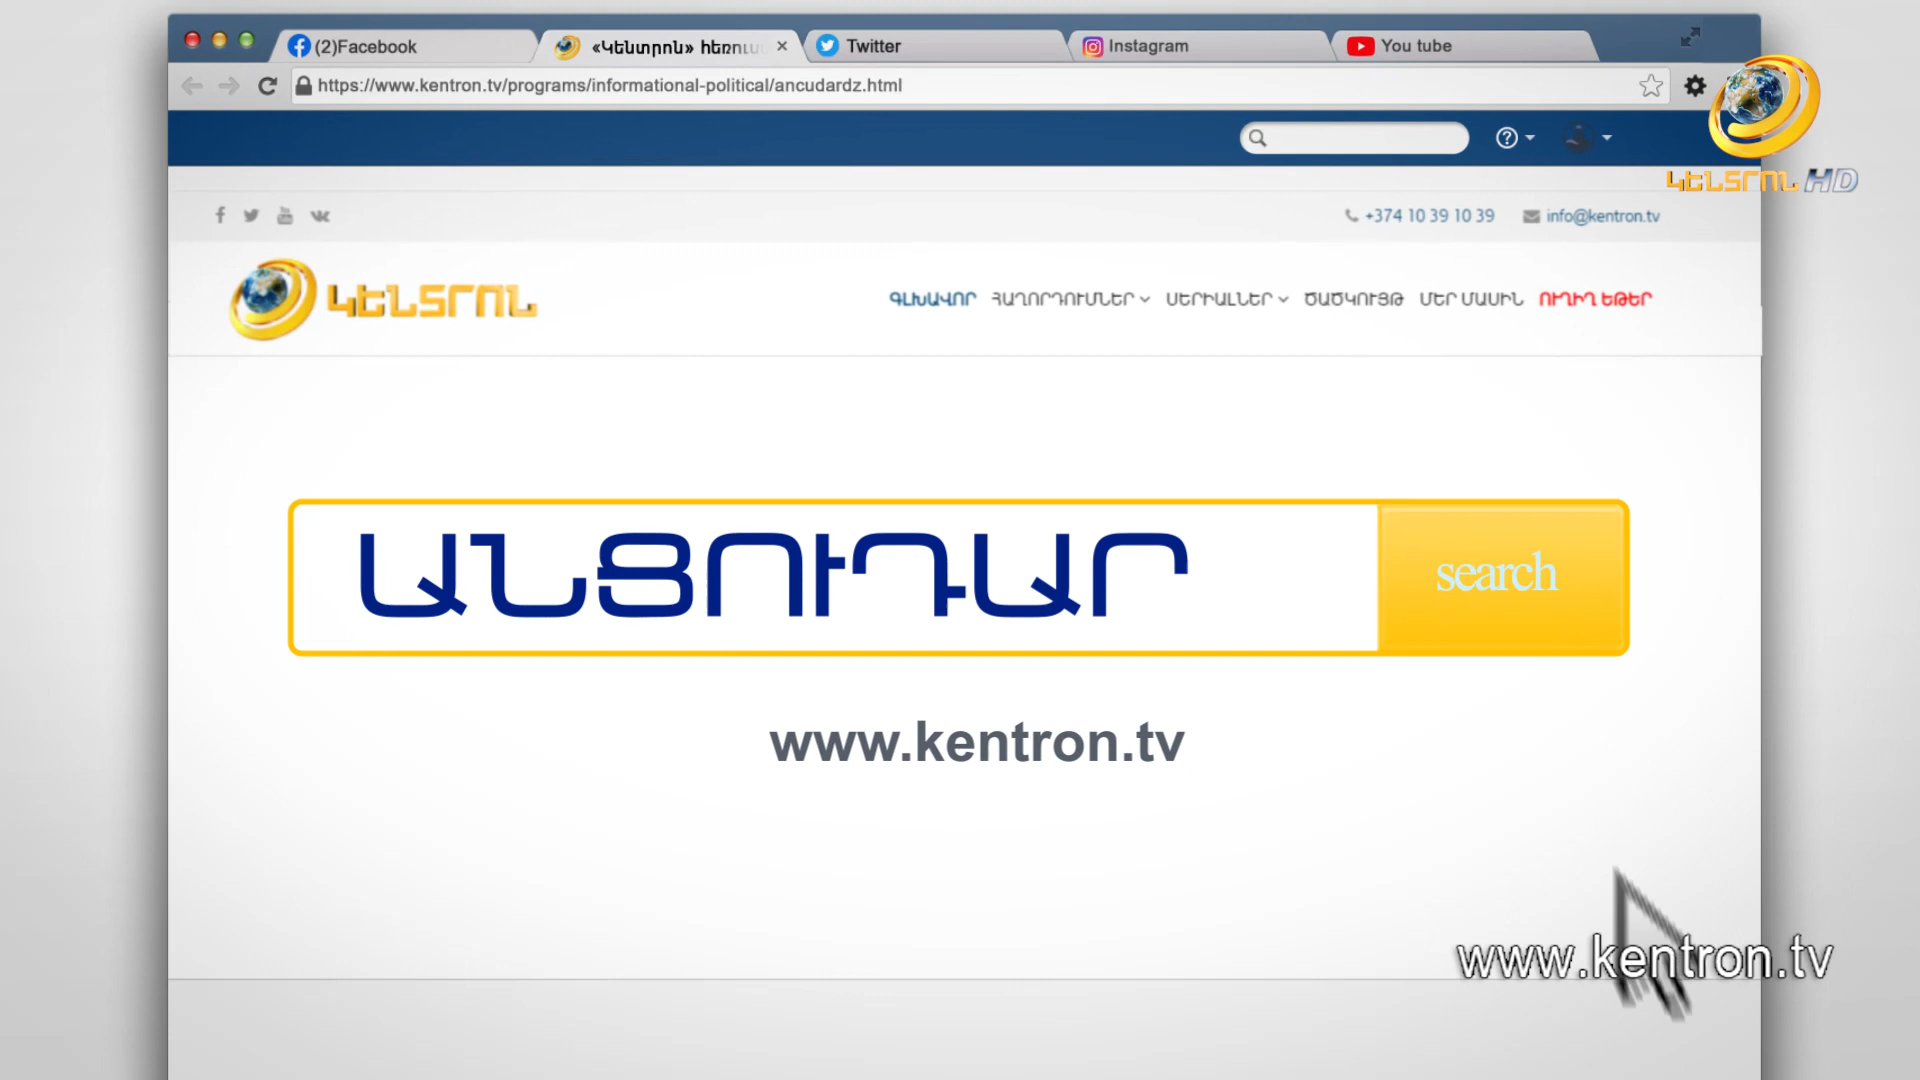 (2)Facebook
«Կենտրոն» հեռուս
Twitter
Instagram
You tube
https://www.kentron.tv/programs/informational-political/ancudardz.html
ԿԵՆՏՐՈՆ HD
+374 10 39 10 39
info@kentron.tv
ԿԵՆՏՐՈՆ
ԳԼԽԱՎՈՐ
ՀԱՂՈՐԴՈՒՄՆԵՐ
ՍԵՐԻԱԼՆԵՐ
ԾԱԾԿՈՒՅԹ
ՄԵՐ ՄԱՍԻՆ
ՈՒՂԻՂ ԵԹԵՐ
ԱՆՑՈՒԴԱՐ
search
www.kentron.tv
www.kentron.tv